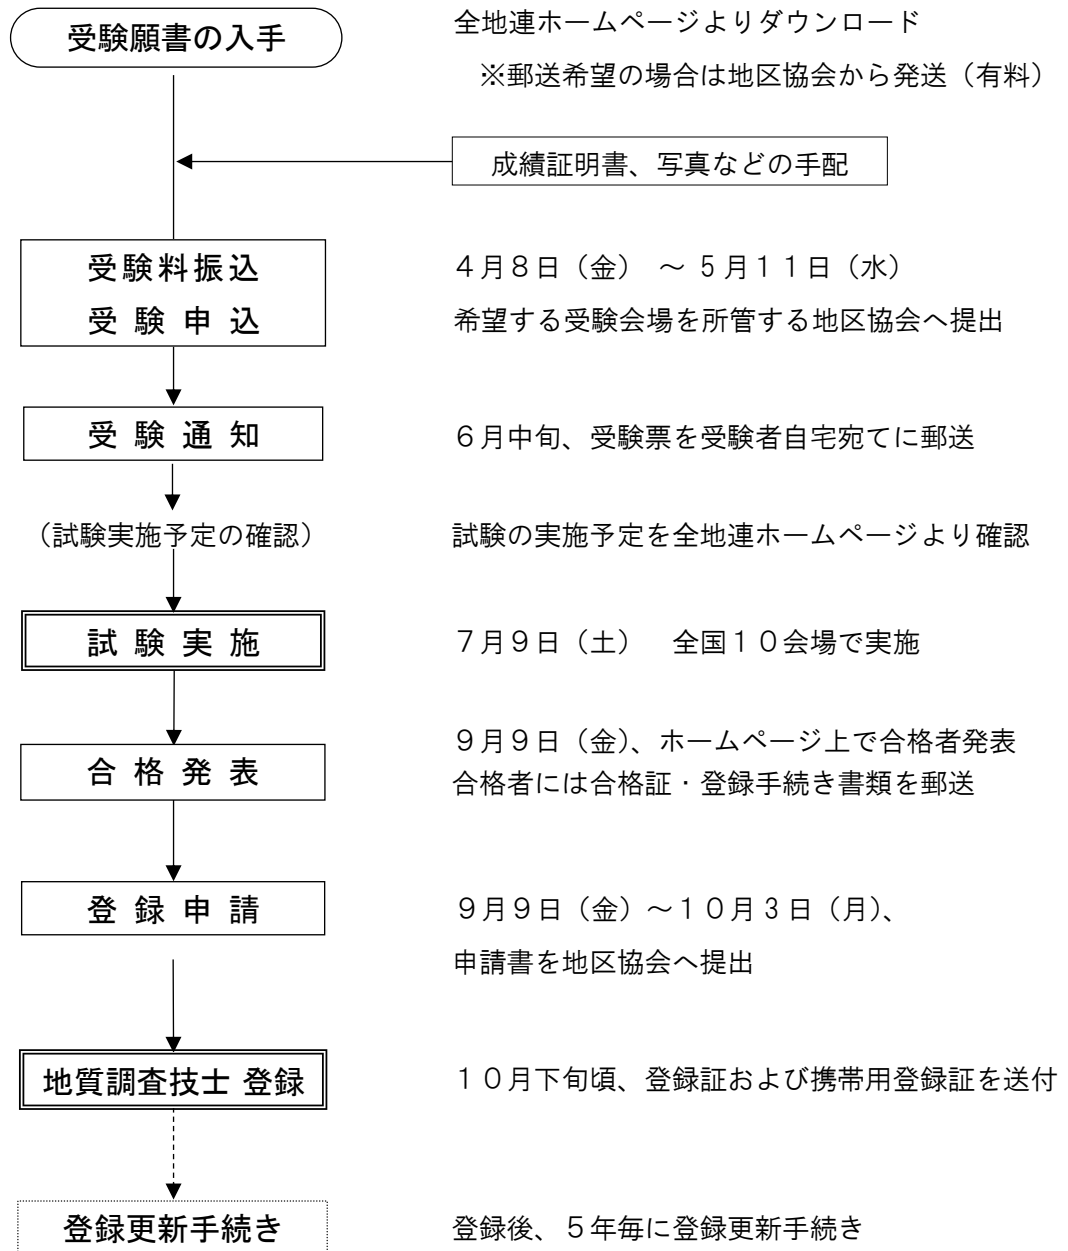 受験願書の入手
全地連ホームページよりダウンロード
※郵送希望の場合は地区協会から発送（有料）
成績証明書、写真などの手配
受験料振込
受 験 申 込
４月８日（金） ～ ５月１１日（水）
希望する受験会場を所管する地区協会へ提出
受 験 通 知
６月中旬、受験票を受験者自宅宛てに郵送
（試験実施予定の確認）
試験の実施予定を全地連ホームページより確認
試 験 実 施
７月９日（土）　全国１０会場で実施
合 格 発 表
９月９日（金）、ホームページ上で合格者発表
合格者には合格証・登録手続き書類を郵送
登 録 申 請
９月９日（金）～１０月３日（月）、
申請書を地区協会へ提出
地質調査技士 登録
１０月下旬頃、登録証および携帯用登録証を送付
登録更新手続き
登録後、５年毎に登録更新手続き